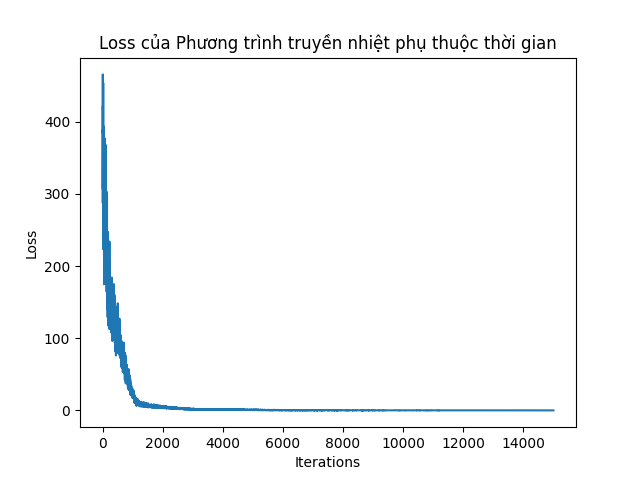 Loss của Phương trình truyền nhiệt phụ thuộc thời gian
Loss
400
300
200
100
0
0 2000 4000 6000 8000 10000 12000 14000
Iterations